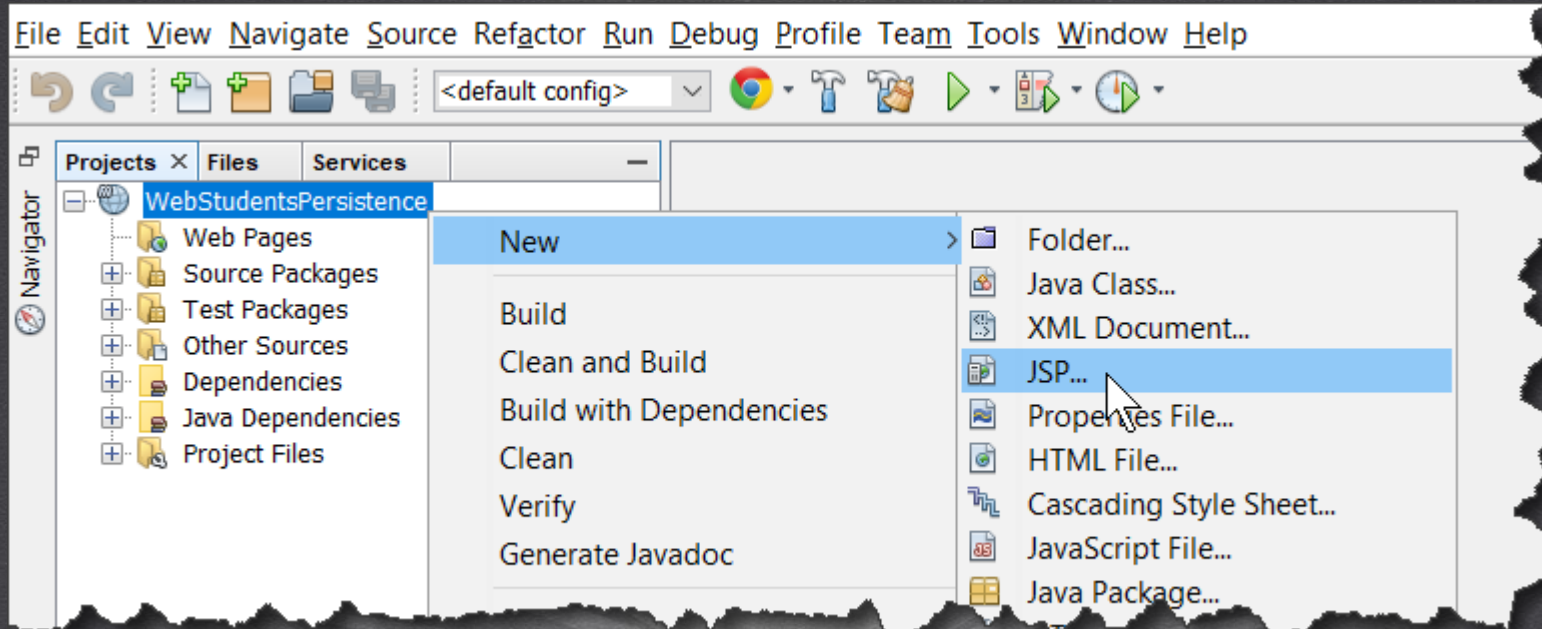 File Edit View Navigate Source Refactor Run Debug Profile Team Tools Window Help
<default config>
Projects Files Services
Navigator
WebStudentsPersistence
Web Pages
Source Packages
Test Packages
Other Sources
Dependencies
Java Dependencies
Project Files
New
Build
Clean and Build
Build with Dependencies
Clean
Verify
Generate Javadoc
Folder...
Java Class...
XML Document...
JSP...
Properties File...
HTML File...
Cascading Style Sheet...
JavaScript File...
Java Package...